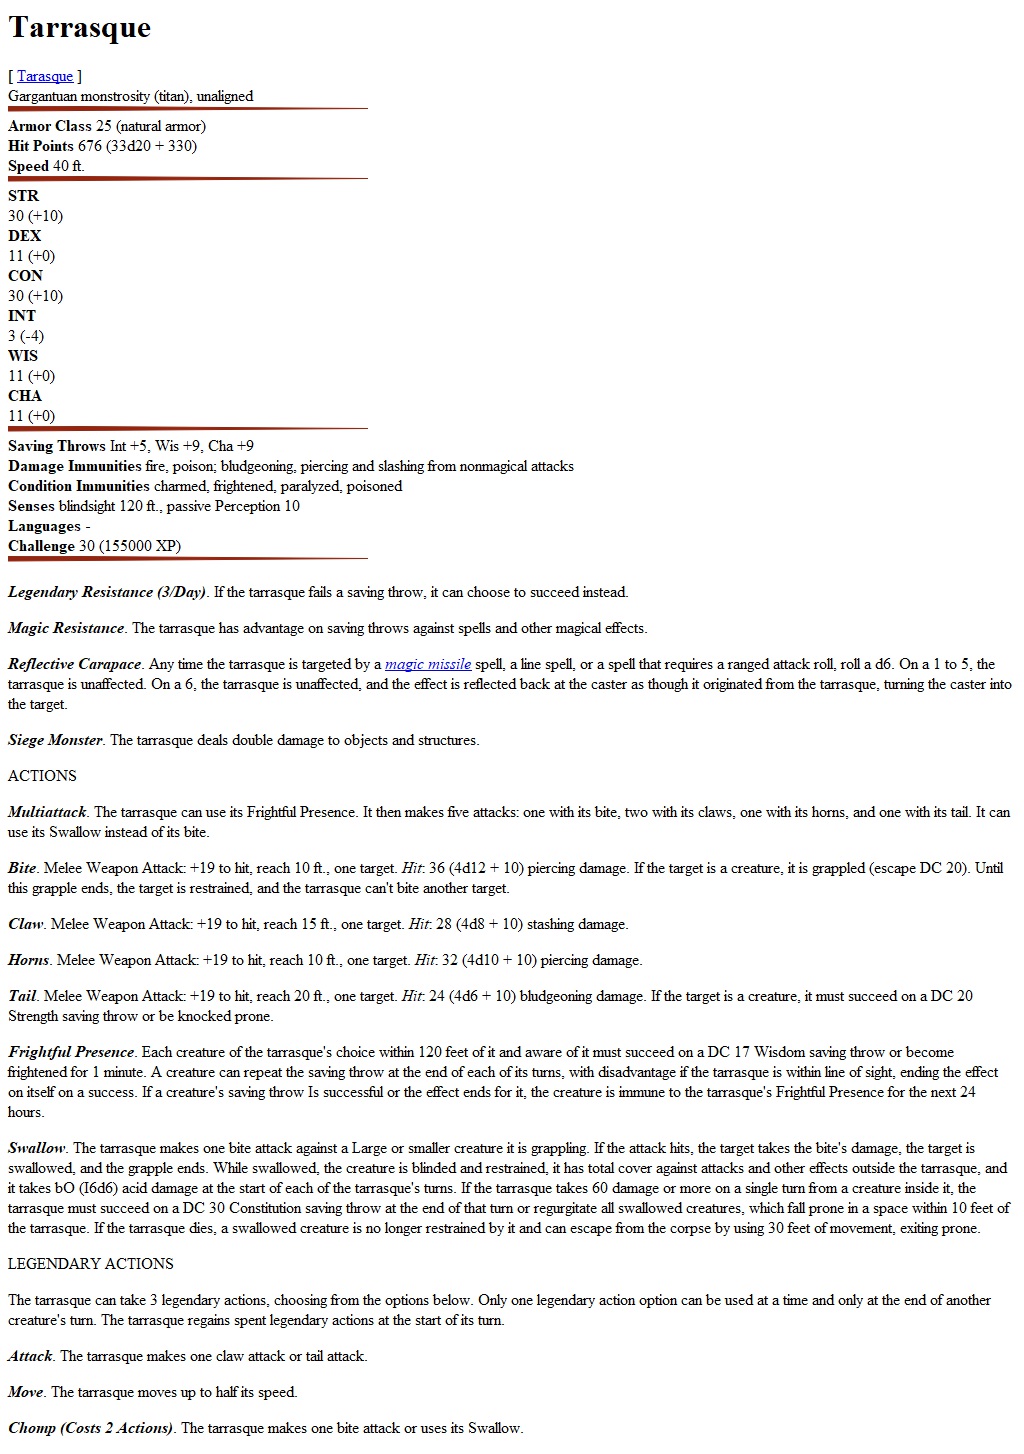 Tarrasque
[ Tarasque ]
Gargantuan monstrosity (titan), unaligned
Armor Class 25 (natural armor)
Hit Points 676 (33d20 + 330)
Speed 40 ft.
STR
30 (+10)
DEX
11 (+0)
CON
30 (+10)
INT
3 (-4)
WIS
11 (+0)
CHA
11 (+0)
Saving Throws Int +5, Wis +9, Cha +9
Damage Immunities fire, poison; bludgeoning, piercing and slashing from nonmagical attacks
Condition Immunities charmed, frightened, paralyzed, poisoned
Senses blindsight 120 ft., passive Perception 10
Languages -
Challenge 30 (155000 XP)
Legendary Resistance (3/Day). If the tarrasque fails a saving throw, it can choose to succeed instead.
Magic Resistance. The tarrasque has advantage on saving throws against spells and other magical effects.
Reflective Carapace. Any time the tarrasque is targeted by a magic missile spell, a line spell, or a spell that requires a ranged attack roll, roll a d6. On a 1 to 5, the
tarrasque is unaffected. On a 6, the tarrasque is unaffected, and the effect is reflected back at the caster as though it originated from the tarrasque, turning the caster into
the target.
Siege Monster. The tarrasque deals double damage to objects and structures.
ACTIONS
Multiattack. The tarrasque can use its Frightful Presence. It then makes five attacks: one with its bite, two with its claws, one with its horns, and one with its tail. It can
use its Swallow instead of its bite.
Bite. Melee Weapon Attack: +19 to hit, reach 10 ft., one target. Hit: 36 (4d12 + 10) piercing damage. If the target is a creature, it is grappled (escape DC 20). Until
this grapple ends, the target is restrained, and the tarrasque can't bite another target.
Claw. Melee Weapon Attack: +19 to hit, reach 15 ft., one target. Hit: 28 (4d8 + 10) stashing damage.
Horns. Melee Weapon Attack: +19 to hit, reach 10 ft., one target. Hit: 32 (4d10 + 10) piercing damage.
Tail. Melee Weapon Attack: +19 to hit, reach 20 ft., one target. Hit: 24 (4d6 + 10) bludgeoning damage. If the target is a creature, it must succeed on a DC 20
Strength saving throw or be knocked prone.
Frightful Presence. Each creature of the tarrasque's choice within 120 feet of it and aware of it must succeed on a DC 17 Wisdom saving throw or become
frightened for 1 minute. A creature can repeat the saving throw at the end of each of its turns, with disadvantage if the tarrasque is within line of sight, ending the effect
on itself on a success. If a creature's saving throw Is successful or the effect ends for it, the creature is immune to the tarrasque's Frightful Presence for the next 24
hours.
Swallow. The tarrasque makes one bite attack against a Large or smaller creature it is grappling. If the attack hits, the target takes the bite's damage, the target is
swallowed, and the grapple ends. While swallowed, the creature is blinded and restrained, it has total cover against attacks and other effects outside the tarrasque, and
it takes bO (I6d6) acid damage at the start of each of the tarrasque's turns. If the tarrasque takes 60 damage or more on a single turn from a creature inside it, the
tarrasque must succeed on a DC 30 Constitution saving throw at the end of that turn or regurgitate all swallowed creatures, which fall prone in a space within 10 feet of
the tarrasque. If the tarrasque dies, a swallowed creature is no longer restrained by it and can escape from the corpse by using 30 feet of movement, exiting prone.
LEGENDARY ACTIONS
The tarrasque can take 3 legendary actions, choosing from the options below. Only one legendary action option can be used at a time and only at the end of another
creature's turn. The tarrasque regains spent legendary actions at the start of its turn.
Attack. The tarrasque makes one claw attack or tail attack.
Move. The tarrasque moves up to half its speed.
Chomp (Costs 2 Actions). The tarrasque makes one bite attack or uses its Swallow.